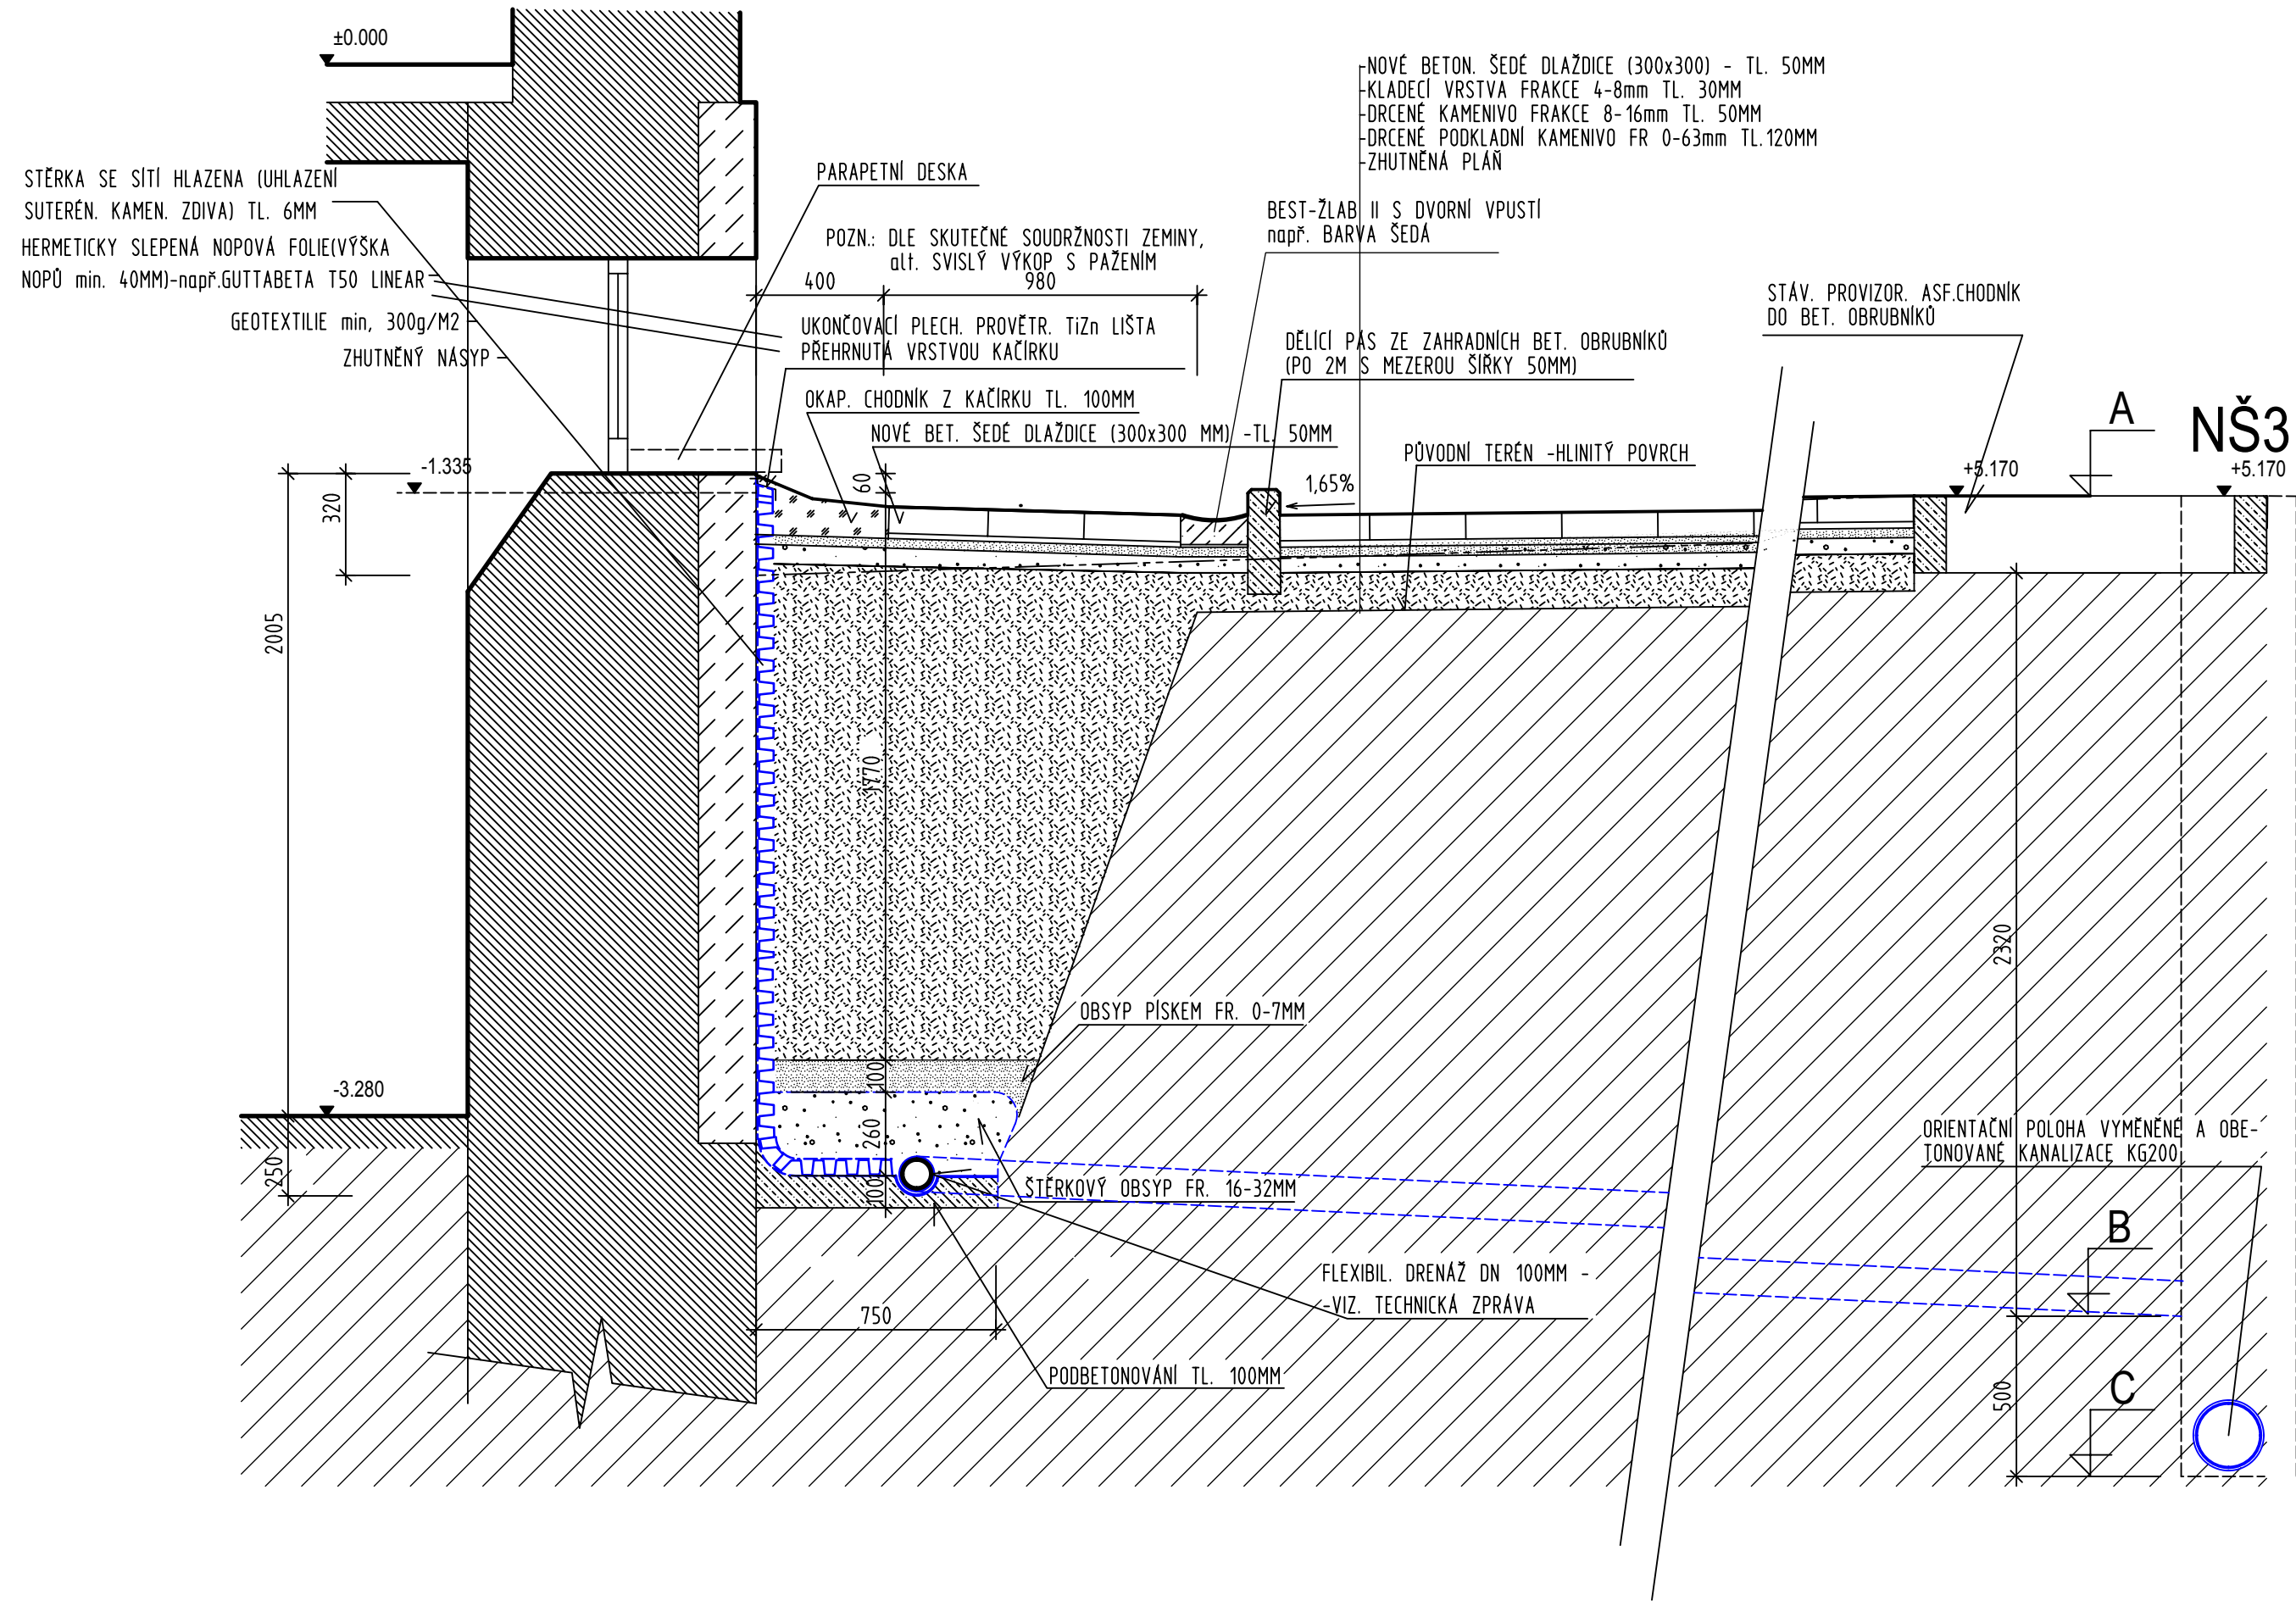 ±0.000
-NOVÉ BETON. ŠEDÉ DLAŽDICE (300x300) - TL. 50MM
-KLADECÍ VRSTVA FRAKCE 4-8mm TL. 30MM
-DRCENÉ KAMENIVO FRAKCE 8-16mm TL. 50MM
-DRCENÉ PODKLADNÍ KAMENIVO FR 0-63mm TL.120MM
-ZHUTNĚNÁ PLÁŇ
STĚRKA SE SÍTÍ HLAZENA (UHLAZENÍ
SUTERÉN. KAMEN. ZDIVA) TL. 6MM
HERMETICKY SLEPENÁ NOPOVÁ FOLIE(VÝŠKA
NOPŮ min. 40MM)-např.GUTTABETA T50 LINEAR
GEOTEXTILIE min, 300g/M2
ZHUTNĚNÝ NÁSYP
PARAPETNÍ DESKA
POZN.: DLE SKUTEČNÉ SOUDRŽNOSTI ZEMINY,
alt. SVISLÝ VÝKOP S PAŽENÍM
400
980
BEST-ŽLAB II S DVORNÍ VPUSTÍ
např. BARVA ŠEDÁ
UKONČOVACÍ PLECH. PROVĚTR. TiZn LIŠTA
PŘEHRNUTÁ VRSTVOU KAČÍRKU
DĚLÍCÍ PÁS ZE ZAHRADNÍCH BET. OBRUBNÍKŮ
(PO 2M S MEZEROU ŠÍŘKY 50MM)
STÁV. PROVIZOR. ASF.CHODNÍK
DO BET. OBRUBNÍKŮ
OKAP. CHODNÍK Z KAČÍRKU TL. 100MM
NOVÉ BET. ŠEDÉ DLAŽDICE (300x300 MM) -TL. 50MM
PŮVODNÍ TERÉN -HLINITÝ POVRCH
A
NŠ3
-1.335
60
1,65%
+5.170
+5.170
320
2005
1770
2320
OBSYP PÍSKEM FR. 0-7MM
100
-3.280
260
250
100
ŠTĚRKOVÝ OBSYP FR. 16-32MM
ORIENTAČNÍ POLOHA VYMĚNĚNÉ A OBE-
TONOVANÉ KANALIZACE KG200
B
FLEXIBIL. DRENÁŽ DN 100MM -
-VIZ. TECHNICKÁ ZPRÁVA
750
PODBETONOVÁNÍ TL. 100MM
C
500